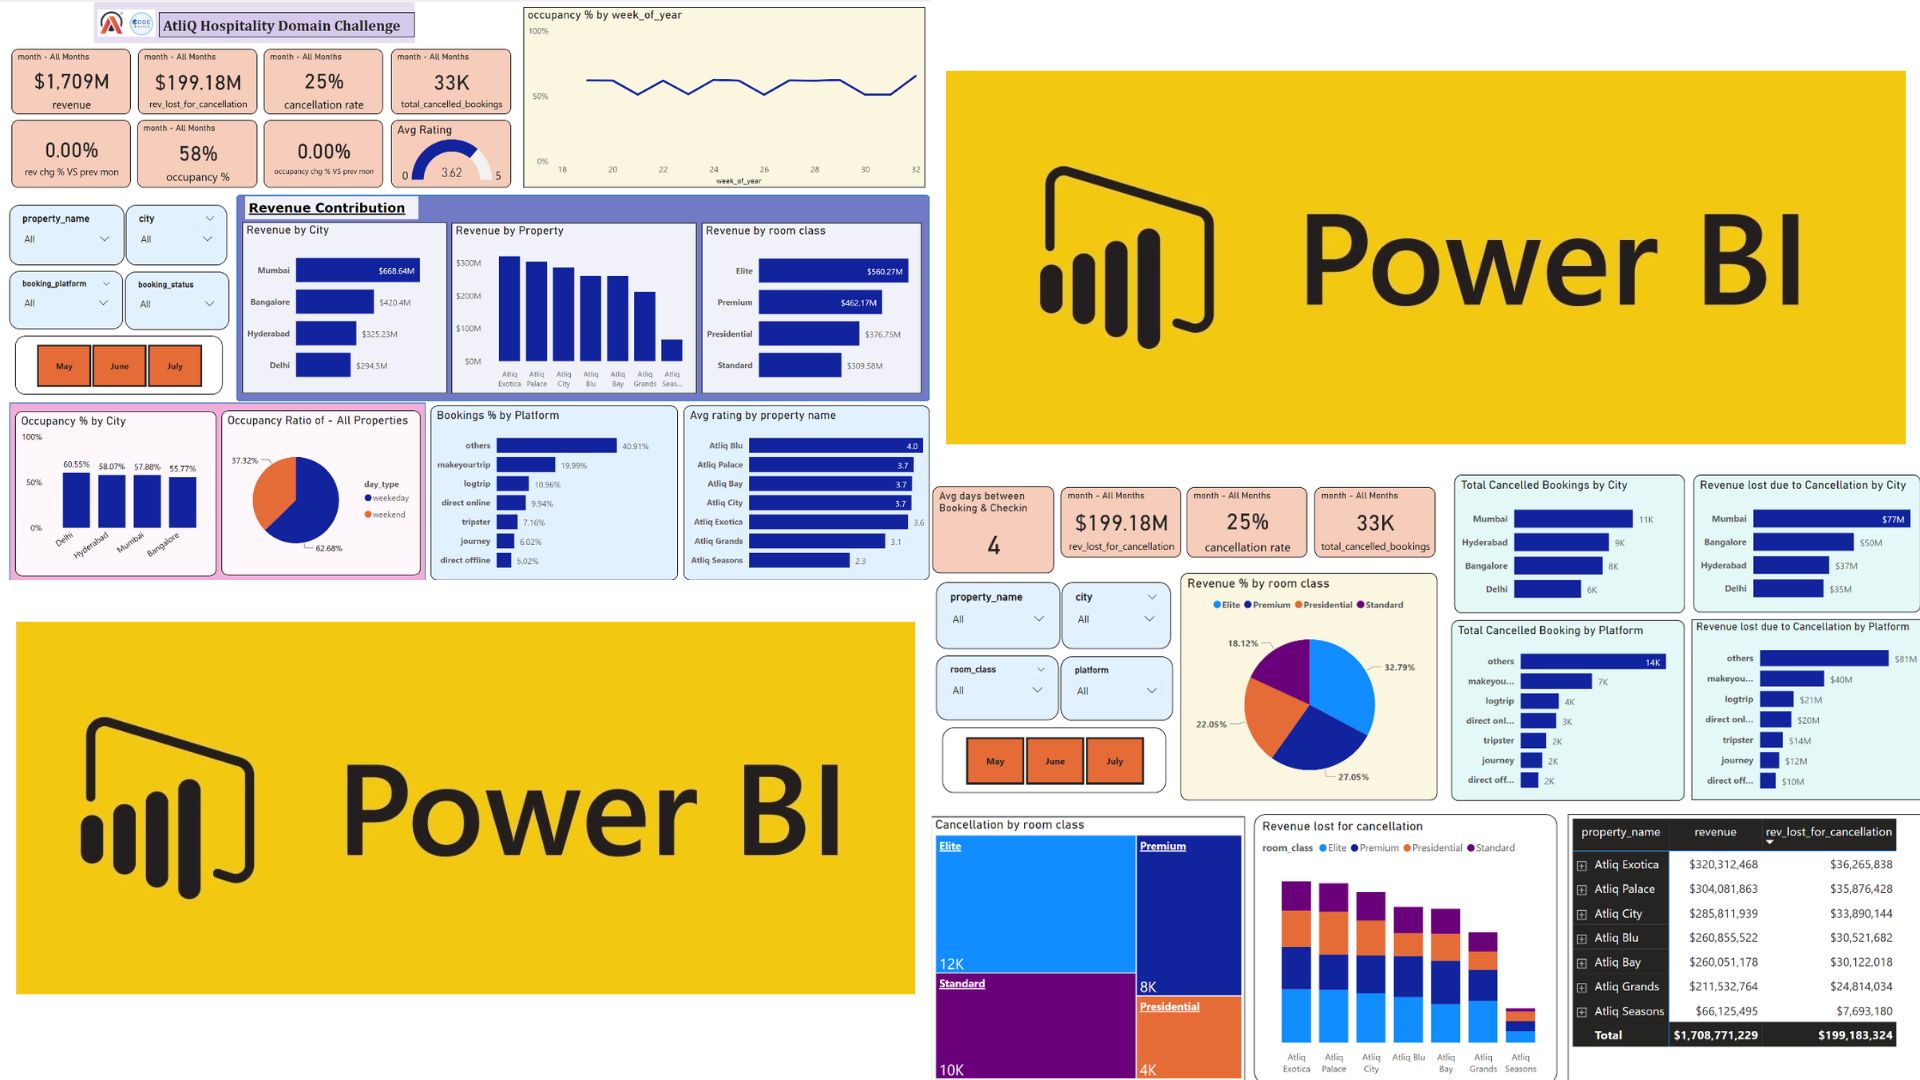 CODE
AtliQ Hospitality Domain Challenge
month - All Months
$1,709M
revenue
month - All Months
$199.18M
rev_lost_for_cancellation
month - All Months
25%
cancellation rate
month - All Months
33K
total_cancelled_bookings
0.00%
rev chg % VS prev mon
month - All Months
58%
occupancy %
0.00%
occupancy chg % VS prev mon
Avg Rating
0
3.62
5
occupancy % by week_of_year
100%
50%
0%
18
20
22
24
26
28
30
32
week_of_year
property_name
All
city
All
booking_platform
All
booking_status
All
May
June
July
Revenue Contribution
Revenue by City
Mumbai
$668.64M
Bangalore
$420.4M
Hyderabad
$325.23M
Delhi
$294.5M
Revenue by Property
$300M
$200M
$100M
$0M
Atliq Exotica
Atliq Palace
Atliq City
Atliq Blu
Atliq Bay
Atliq Grands
Atliq Seas...
Revenue by room class
Elite
$560.27M
Premium
$462.17M
Presidential
$376.75M
Standard
$309.58M
Occupancy % by City
100%
50%
0%
60.55%
58.07%
57.88%
55.77%
Delhi
Hyderabad
Mumbai
Bangalore
Occupancy Ratio of - All Properties
37.32%
62.68%
day_type
weekeday
weekend
Bookings % by Platform
others
40.91%
makeyourtrip
19.99%
logtrip
10.96%
direct online
9.94%
tripster
7.16%
journey
6.02%
direct offline
5.02%
Avg rating by property name
Atliq Blu
4.0
Atliq Palace
3.7
Atliq Bay
3.7
Atliq City
3.7
Atliq Exotica
3.6
Atliq Grands
3.1
Atliq Seasons
2.3
Power BI
Power BI
Avg days between
Booking & Checkin
4
month - All Months
$199.18M
rev_lost_for_cancellation
month - All Months
25%
cancellation rate
month - All Months
33K
total_cancelled_bookings
property_name
All
city
All
room_class
All
platform
All
May
June
July
Revenue % by room class
Elite
Premium
Presidential
Standard
18.12%
32.79%
22.05%
27.05%
Total Cancelled Bookings by City
Mumbai
11K
Hyderabad
9K
Bangalore
8K
Delhi
6K
Revenue lost due to Cancellation by City
Mumbai
$77M
Bangalore
$50M
Hyderabad
$37M
Delhi
$35M
Total Cancelled Booking by Platform
others
14K
makeyou...
7K
logtrip
4K
direct onl...
3K
tripster
2K
journey
2K
direct off...
2K
Revenue lost due to Cancellation by Platform
others
$81M
makeyou...
$40M
logtrip
$21M
direct onl...
$20M
tripster
$14M
journey
$12M
direct off...
$10M
Cancellation by room class
Elite
12K
Premium
8K
Standard
10K
Presidential
4K
Revenue lost for cancellation
room_class
Elite
Premium
Presidential
Standard
Atliq Exotica
Atliq Palace
Atliq City
Atliq Blu
Atliq Bay
Atliq Grands
Atliq Seasons
property_name revenue rev_lost_for_cancellation
Atliq Exotica $320,312,468 $36,265,838
Atliq Palace $304,081,863 $35,876,428
Atliq City $285,811,939 $33,890,144
Atliq Blu $260,855,522 $30,521,682
Atliq Bay $260,051,178 $30,122,018
Atliq Grands $211,532,764 $24,814,034
Atliq Seasons $66,125,495 $7,693,180
Total $1,708,771,229 $199,183,324